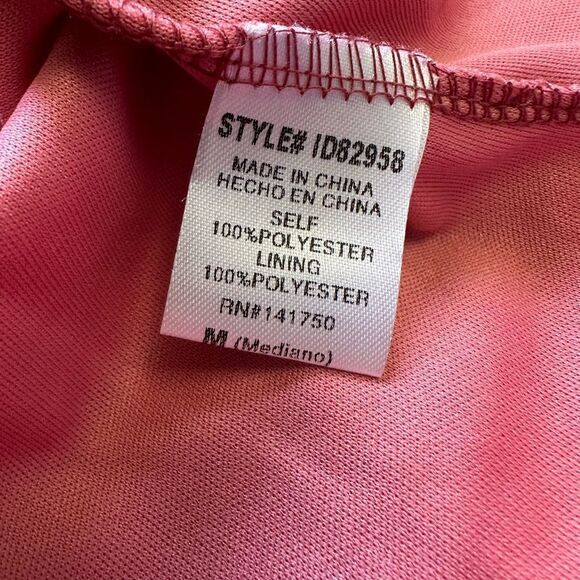 STYLE# ID82958
MADE IN CHINA
HECHO EN CHINA
SELF
100%POLYESTER
LINING
100%POLYESTER
RN#141750
M (Mediano)